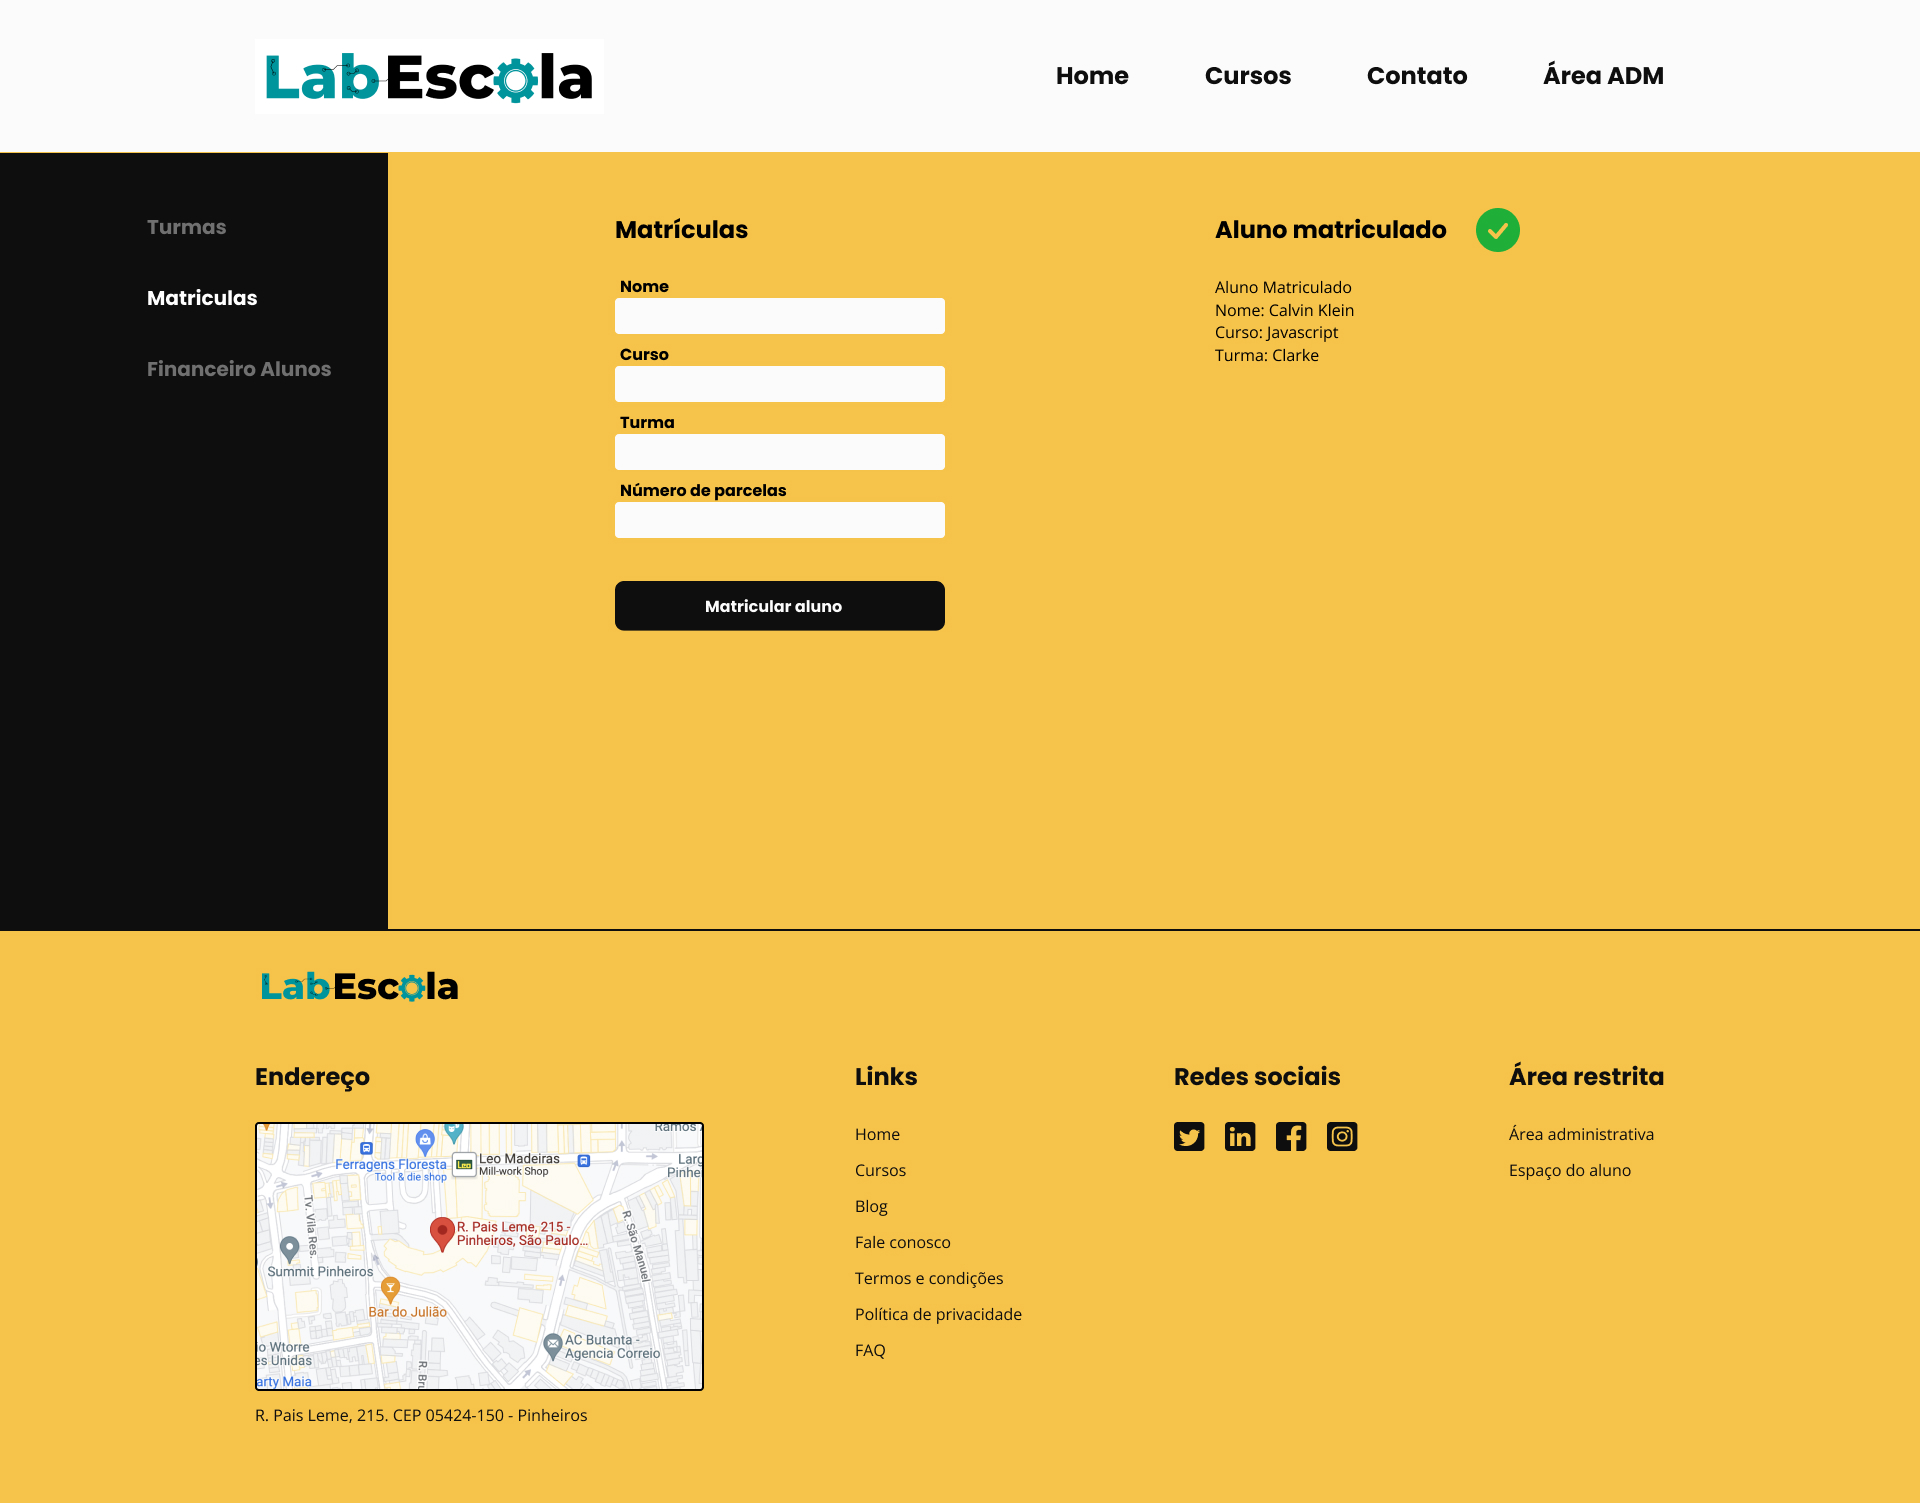 LabEscola
Home
Cursos
Contato
Área ADM
Turmas
Matriculas
Financeiro Alunos
Matrículas
Nome
Curso
Turma
Número de parcelas
Matricular aluno
Aluno matriculado
Aluno Matriculado
Nome: Calvin Klein
Curso: Javascript
Turma: Clarke
LabEscola
Endereço
Ramos
Ferragens Floresta
Tool & die shop
Leo
Leo Madeiras
Mill-work Shop
Larg
Pinhe
Tv. Vila Res.
R. Pais Leme, 215 -
Pinheiros, São Paulo...
R. São Manuel
Summit Pinheiros
Bar do Julião
AC Butanta -
Agencia Correio
io Wtorre
es Unidas
R. Bru
arty Maia
R. Pais Leme, 215. CEP 05424-150 - Pinheiros
Links
Home
Cursos
Blog
Fale conosco
Termos e condições
Política de privacidade
FAQ
Redes sociais
in
f
Área restrita
Área administrativa
Espaço do aluno